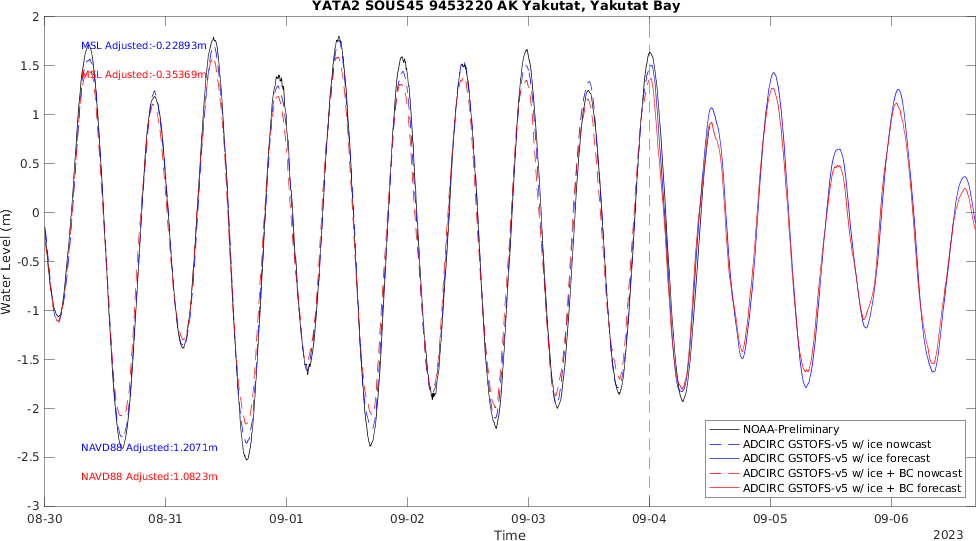 YATA2 SOUS45 9453220 AK Yakutat, Yakutat Bay
MSL Adjusted:-0.22893m
MSL Adjusted:-0.35369m
Water Level (m)
2
1.5
1
0.5
0
-0.5
-1
-1.5
-2
-2.5
-3
NAVD88 Adjusted:1.2071m
NAVD88 Adjusted:1.0823m
NOAA-Preliminary
ADCIRC GSTOFS-v5 w/ ice nowcast
ADCIRC GSTOFS-v5 w/ ice forecast
ADCIRC GSTOFS-v5 w/ ice + BC nowcast
ADCIRC GSTOFS-v5 w/ ice + BC forecast
08-30 08-31 09-01 09-02 09-03 09-04 09-05 09-06
Time
2023